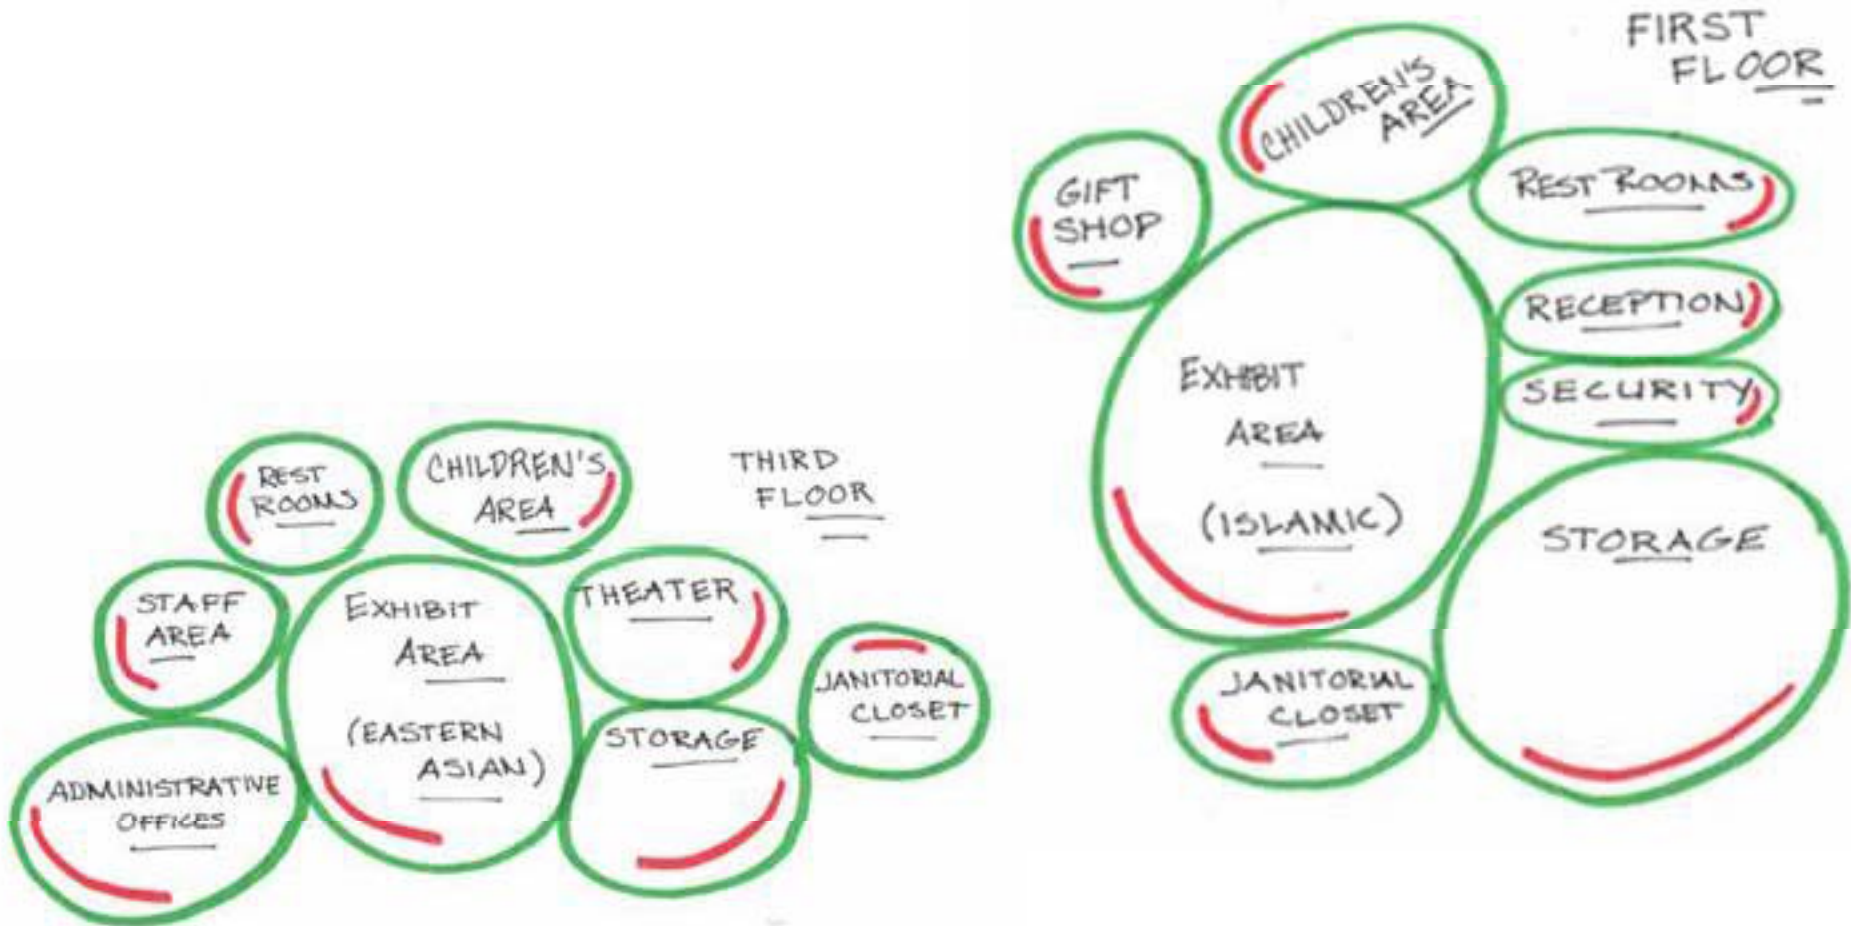 FIRST
FLOOR
CHILDREN'S
AREA
GIFT
SHOP
REST ROOMS
RECEPTION
SECURITY
EXHIBIT
AREA
(ISLAMIC)
STORAGE
JANITORIAL
CLOSET
THIRD
FLOOR
REST
ROOMS
CHILDREN'S
AREA
STAFF
AREA
EXHIBIT
AREA
(EASTERN
ASIAN)
THEATER
JANITORIAL
CLOSET
STORAGE
ADMINISTRATIVE
OFFICES